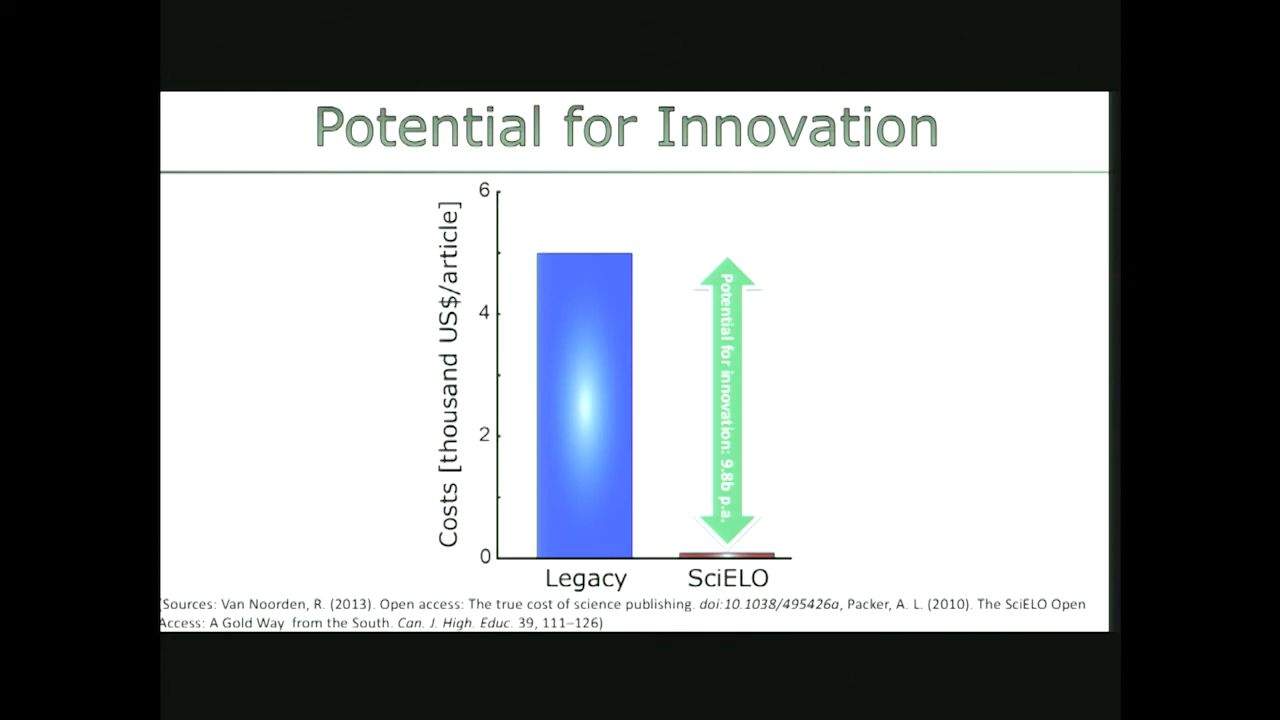 Potential for Innovation
Costs [thousand US$/article]
6
4
2
0
Potential for innovation: 9.8b p.a.
Legacy
SciELO
(Sources: Van Noorden, R. (2013). Open access: The true cost of science publishing. doi:10.1038/495426a, Packer, A. L. (2010). The SciELO Open
Access: A Gold Way from the South. Can. J. High. Educ. 39, 111–126)